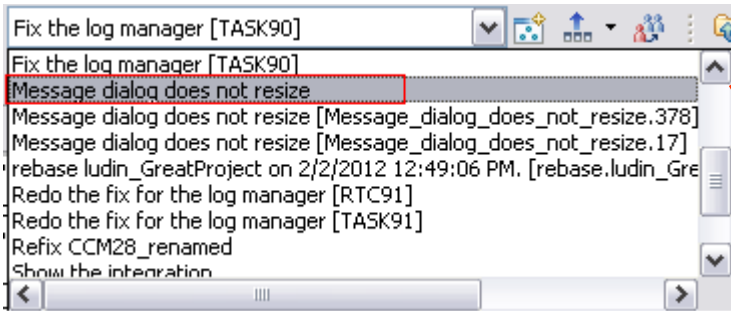 Fix the log manager [TASK90]
Fix the log manager [TASK90]
Message dialog does not resize
Message dialog does not resize [Message_dialog_does_not_resize.378]
Message dialog does not resize [Message_dialog_does_not_resize.17]
rebase ludin_GreatProject on 2/2/2012 12:49:06 PM. [rebase.ludin_Gre
Redo the fix for the log manager [RTC91]
Redo the fix for the log manager [TASK91]
Refix CCM28_renamed
Show the integration